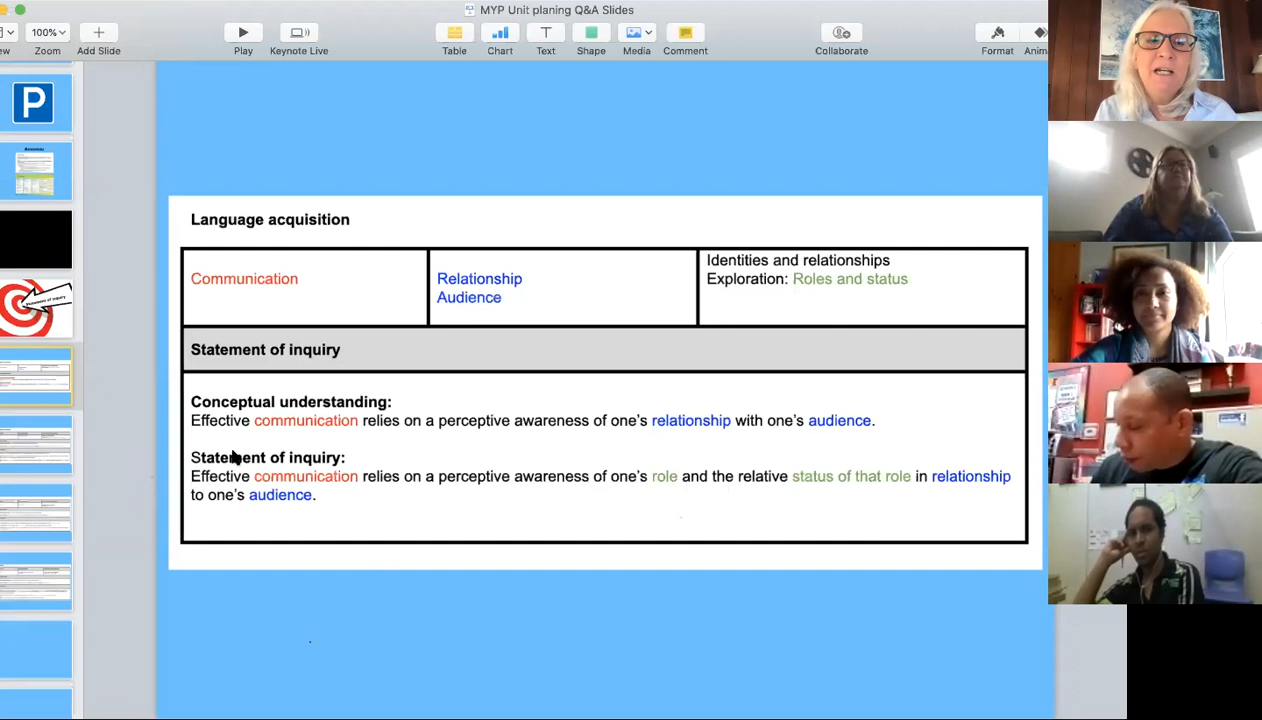 MYP Unit planing Q&A Slides
100%
Zoom
Add Slide
Play
Keynote Live
Table
Chart
Text
Shape
Media
Comment
Collaborate
Format
P
Statement of inquiry
Language acquisition
Communication
Relationship
Audience
Identities and relationships
Exploration: Roles and status
Statement of inquiry
Conceptual understanding:
Effective communication relies on a perceptive awareness of one's relationship with one's audience.
Statement of inquiry:
Effective communication relies on a perceptive awareness of one's role and the relative status of that role in relationship
to one's audience.